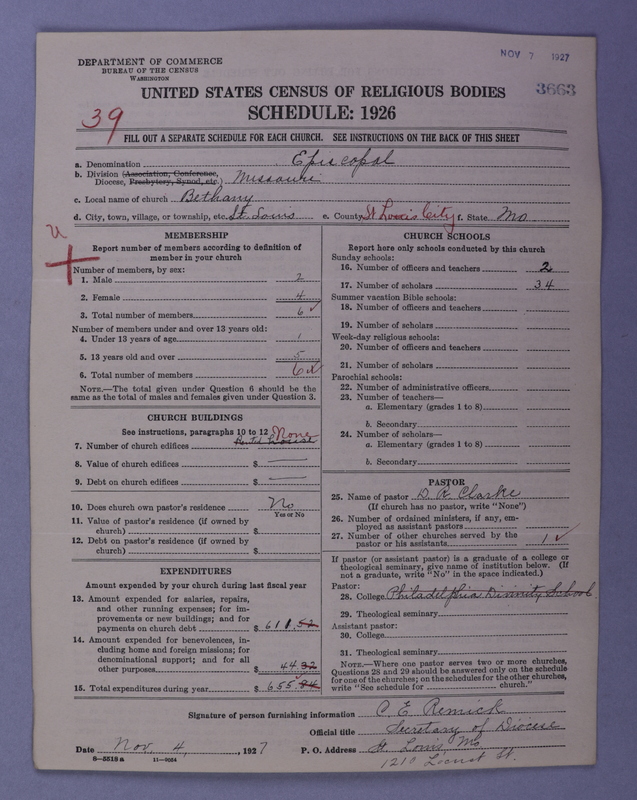 NOV 7 1927
DEPARTMENT OF COMMERCE
BUREAU OF THE CENSUS
WASHINGTON
3663
UNITED STATES CENSUS OF RELIGIOUS BODIES
SCHEDULE: 1926
39
FILL OUT A SEPARATE SCHEDULE FOR EACH CHURCH. SEE INSTRUCTIONS ON THE BACK OF THIS SHEET
a. Denomination Episcopal
b. Division (Association, Conference,
Diocese, Presbytery, Synod, etc.) Missouri
c. Local name of church Bethany
d. City, town, village, or township, etc. St. Louis e. County St Louis City f. State Mo
MEMBERSHIP
Report number of members according to definition of
member in your church
Number of members, by sex:
1. Male 2
2. Female 4
3. Total number of members 6 ✓
Number of members under and over 13 years old:
4. Under 13 years of age 1
5. 13 years old and over 5
6. Total number of members 6
NOTE.—The total given under Question 6 should be the
same as the total of males and females given under Question 3.
CHURCH BUILDINGS
See instructions, paragraphs 10 to 12 None
7. Number of church edifices Rented house
8. Value of church edifices $ —
9. Debt on church edifices $ —
10. Does church own pastor's residence No
Yes or No
11. Value of pastor's residence (if owned by
church) $
12. Debt on pastor's residence (if owned by
church) $
EXPENDITURES
Amount expended by your church during last fiscal year
13. Amount expended for salaries, repairs,
and other running expenses; for im-
provements or new buildings; and for
payments on church debt $ 611.52
14. Amount expended for benevolences, in-
cluding home and foreign missions; for
denominational support; and for all
other purposes 44 32
15. Total expenditures during year $ 655.84
CHURCH SCHOOLS
Report here only schools conducted by this church
Sunday schools:
16. Number of officers and teachers 2
17. Number of scholars 34
Summer vacation Bible schools:
18. Number of officers and teachers
19. Number of scholars
Week-day religious schools:
20. Number of officers and teachers
21. Number of scholars
Parochial schools:
22. Number of administrative officers
23. Number of teachers—
a. Elementary (grades 1 to 8)
b. Secondary
24. Number of scholars—
a. Elementary (grades 1 to 8)
b. Secondary
PASTOR
25. Name of pastor D. R. Clarke
(If church has no pastor, write "None")
26. Number of ordained ministers, if any, em-
ployed as assistant pastors
27. Number of other churches served by the
pastor or his assistants 1 ✓
If pastor (or assistant pastor) is a graduate of a college or
theological seminary, give name of institution below. (If
not a graduate, write "No" in the space indicated.)
Pastor:
28. College Philadelphia Divinity School
29. Theological seminary
Assistant pastor:
30. College
31. Theological seminary
NOTE.—Where one pastor serves two or more churches,
Questions 28 and 29 should be answered only on the schedule
for one of the churches; on the schedules for the other churches,
write "See schedule for church."
Signature of person furnishing information C. E. Remick
Official title Secretary of Diocese
Date Nov. 4, , 1927 P. O. Address St. Louis, Mo
1210 Locust St.
8—5518 a 11—9024